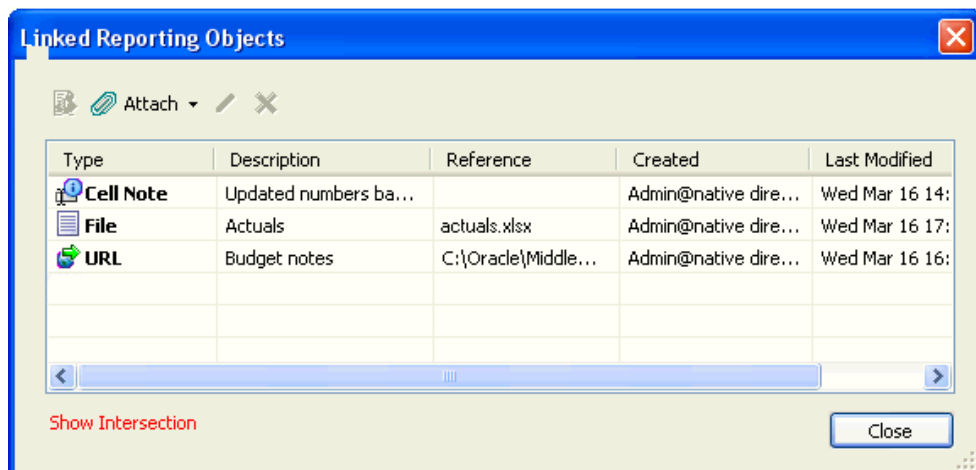 Linked Reporting Objects
Attach
Type Description Reference Created Last Modified
Cell Note Updated numbers ba... Admin@native dire... Wed Mar 16 14:
File Actuals actuals.xlsx Admin@native dire... Wed Mar 16 17:
URL Budget notes C:\Oracle\Middle... Admin@native dire... Wed Mar 16 16:
Show Intersection
Close